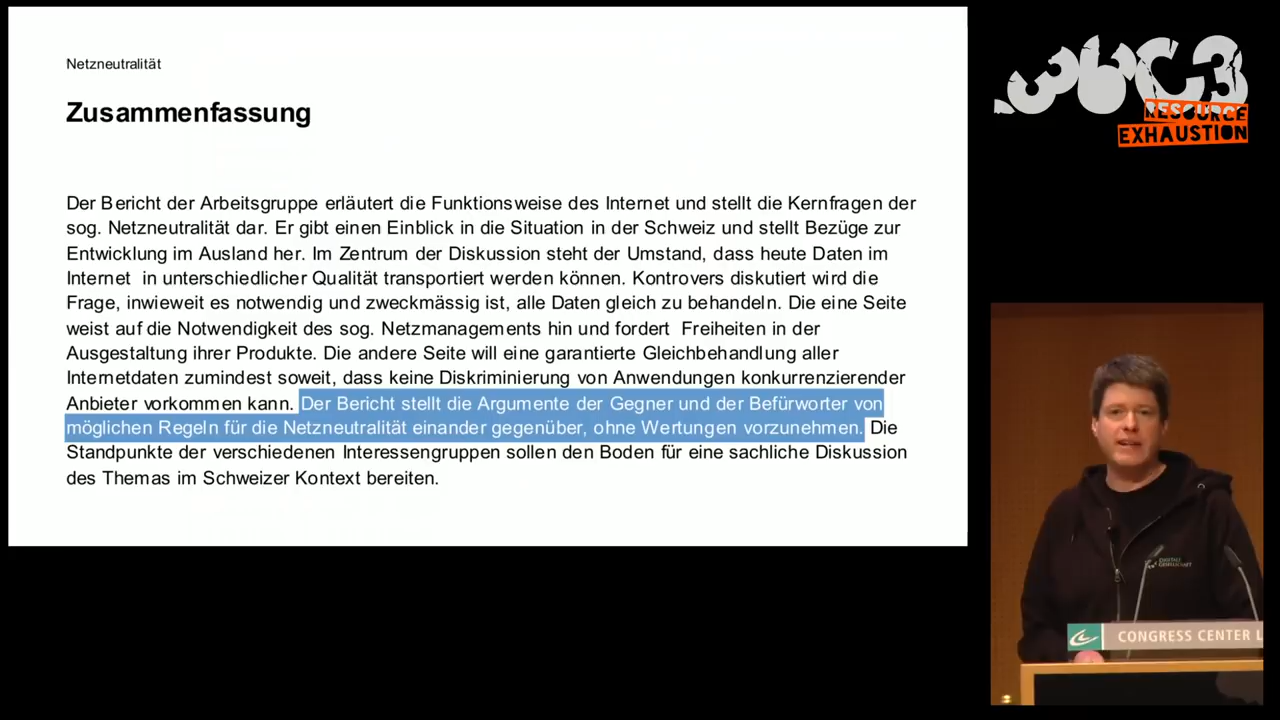 Netzneutralität
Zusammenfassung
Der Bericht der Arbeitsgruppe erläutert die Funktionsweise des Internet und stellt die Kernfragen der
sog. Netzneutralität dar. Er gibt einen Einblick in die Situation in der Schweiz und stellt Bezüge zur
Entwicklung im Ausland her. Im Zentrum der Diskussion steht der Umstand, dass heute Daten im
Internet in unterschiedlicher Qualität transportiert werden können. Kontrovers diskutiert wird die
Frage, inwieweit es notwendig und zweckmässig ist, alle Daten gleich zu behandeln. Die eine Seite
weist auf die Notwendigkeit des sog. Netzmanagements hin und fordert Freiheiten in der
Ausgestaltung ihrer Produkte. Die andere Seite will eine garantierte Gleichbehandlung aller
Internetdaten zumindest soweit, dass keine Diskriminierung von Anwendungen konkurrenzierender
Anbieter vorkommen kann. Der Bericht stellt die Argumente der Gegner und der Befürworter von
möglichen Regeln für die Netzneutralität einander gegenüber, ohne Wertungen vorzunehmen. Die
Standpunkte der verschiedenen Interessengruppen sollen den Boden für eine sachliche Diskussion
des Themas im Schweizer Kontext bereiten.
36C3
RESOURCE
EXHAUSTION
DIGITALE
GESELLSCHAFT
CONGRESS CENTER L